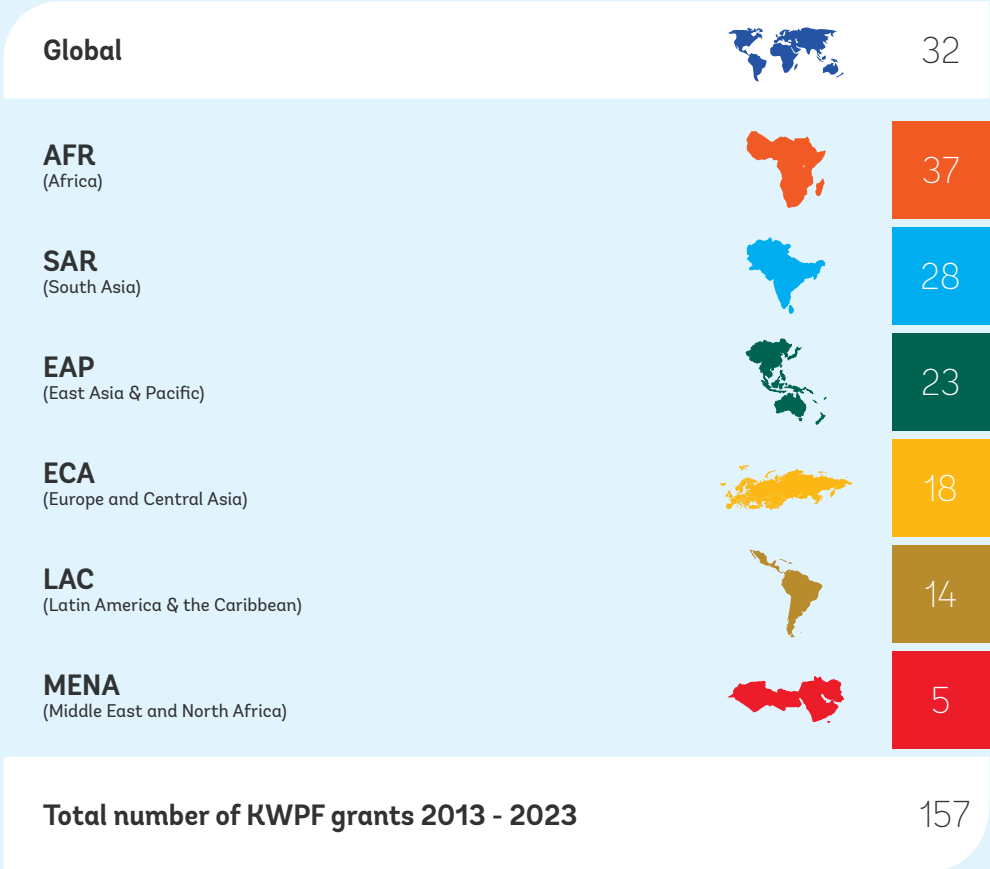 Global 32
AFR
(Africa)
37
SAR
(South Asia)
28
EAP
(East Asia & Pacific)
23
ECA
(Europe and Central Asia)
18
LAC
(Latin America & the Caribbean)
14
MENA
(Middle East and North Africa)
5
Total number of KWPF grants 2013 - 2023 157